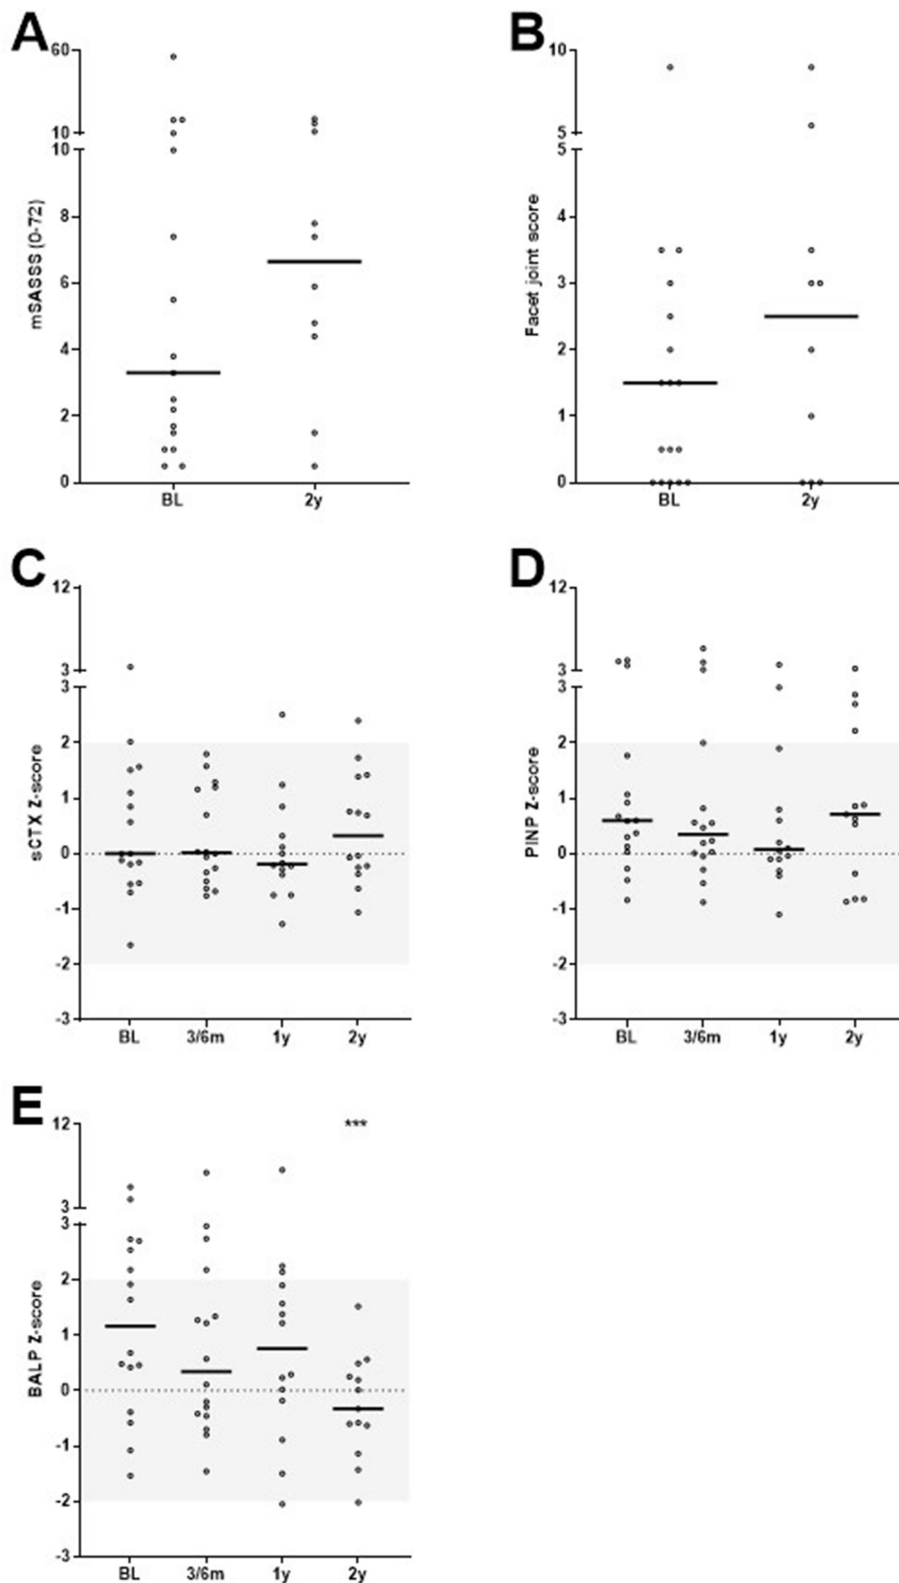 A
B
60
10
10
8
6
4
2
0
mSASSS (0-72)
BL
2y
10
5
5
4
3
2
1
0
Facet joint score
BL
2y
C
D
12
3
3
2
1
0
-1
-2
-3
sCTX Z-score
BL
3/6m
1y
2y
12
3
3
2
1
0
-1
-2
-3
PINP Z-score
BL
3/6m
1y
2y
E
12
3
3
2
1
0
-1
-2
-3
BALP Z-score
***
BL
3/6m
1y
2y